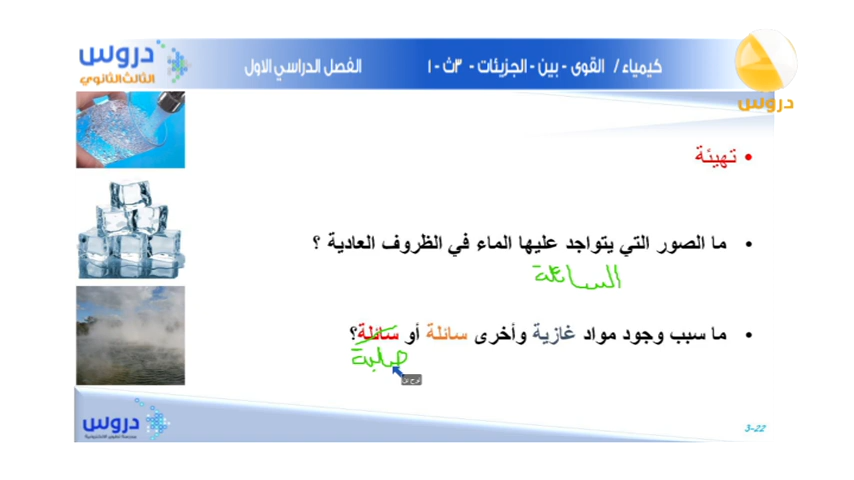 دروس
الثالث الثانوي
كيمياء / القوى - بين - الجزيئات - ٣ث - ١
الفصل الدراسي الاول
دروس
• تهيئة
• ما الصور التي يتواجد عليها الماء في الظروف العادية ؟
السائلة
• ما سبب وجود مواد غازية وأخرى سائلة أو سائلة؟
صلبة
دروس
3-22